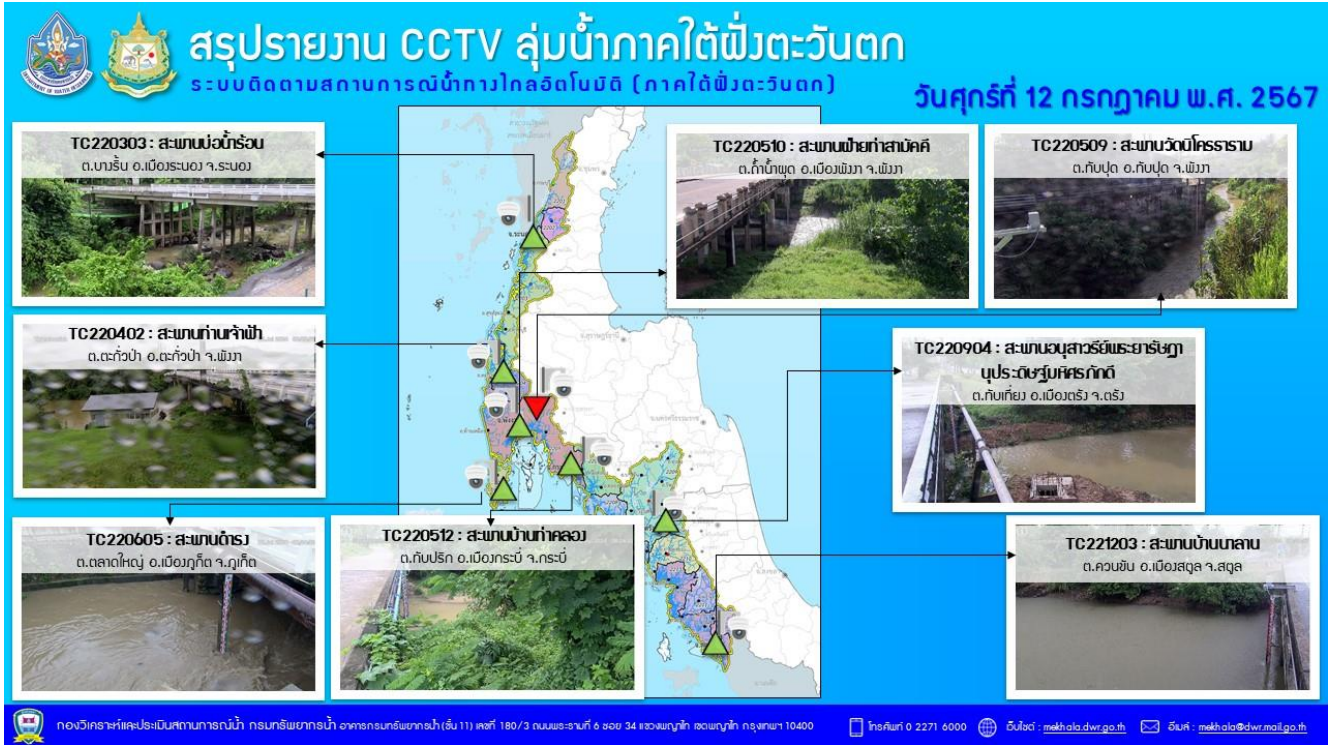 สรุปรายงาน CCTV ลุ่มน้ำภาคใต้ฝั่งตะวันตก
ระบบติดตามสถานการณ์น้ำทางไกลอัตโนมัติ (ภาคใต้ฝั่งตะวันตก)
วันศุกร์ที่ 12 กรกฎาคม พ.ศ. 2567
TC220303 : สะพานบ่อน้ำร้อน
ต.บางริ้น อ.เมืองระนอง จ.ระนอง
TC220510 : สะพานฝ่ายท่าสามัคคี
ต.ถ้ำน้ำผุด อ.เมืองพังงา จ.พังงา
TC220509 : สะพานวัดนิโครธาราม
ต.ทับปุด อ.ทับปุด จ.พังงา
TC220402 : สะพานท่านเจ้าฟ้า
ต.ตะกั่วป่า อ.ตะกั่วป่า จ.พังงา
TC220904 : สะพานอนุสาวรีย์พระยารัษฎา
นุประดิษฐ์มหิศรภักดี
ต.ทับเที่ยง อ.เมืองตรัง จ.ตรัง
TC220605 : สะพานดำรง
ต.ตลาดใหญ่ อ.เมืองภูเก็ต จ.ภูเก็ต
TC220512 : สะพานบ้านท่าคลอง
ต.ทับปริก อ.เมืองกระบี่ จ.กระบี่
TC221203 : สะพานบ้านนาลาน
ต.ควนขัน อ.เมืองสตูล จ.สตูล
กองวิเคราะห์และประเมินสถานการณ์น้ำ กรมทรัพยากรน้ำ อาคารกรมทรัพยากรน้ำ (ชั้น 11) เลขที่ 180/3 ถนนพระรามที่ 6 ซอย 34 แขวงพญาไท เขตพญาไท กรุงเทพฯ 10400 โทรศัพท์ 0 2271 6000 เว็บไซต์ : mekhala.dwr.go.th อีเมล์ : mekhala@dwr.mail.go.th